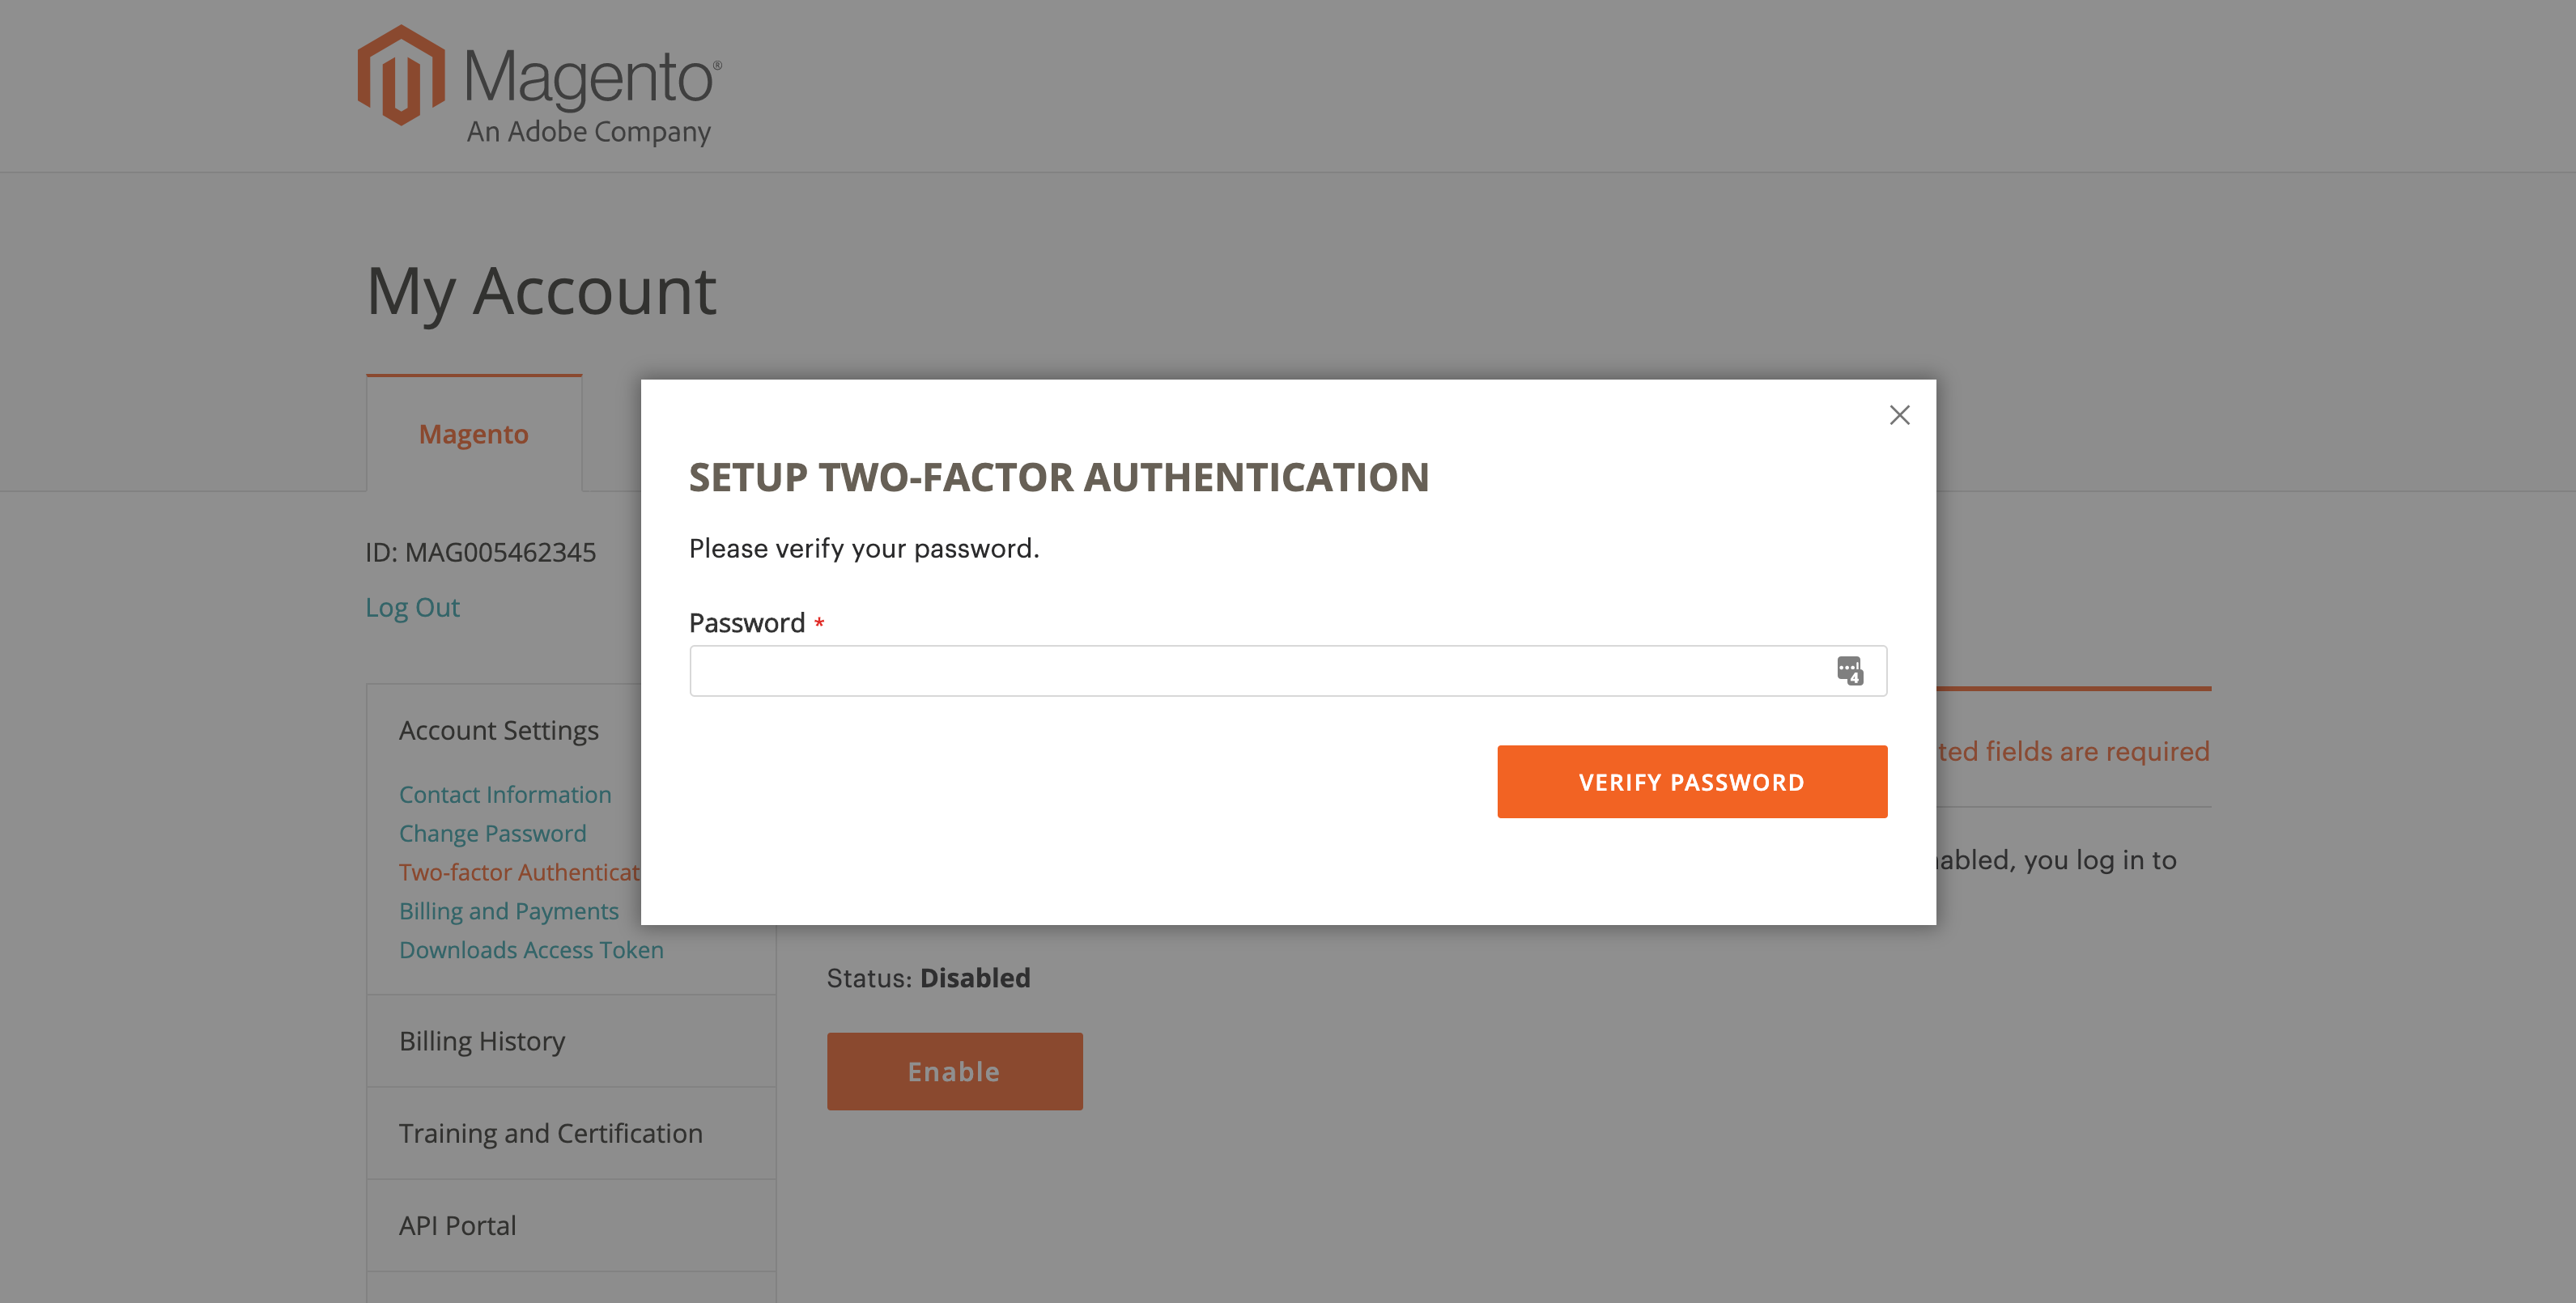 Magento®
An Adobe Company
My Account
Magento
ID: MAG005462345
Log Out
Account Settings
Contact Information
Change Password
Two-factor Authenticat
Billing and Payments
Downloads Access Token
Billing History
Training and Certification
API Portal
SETUP TWO-FACTOR AUTHENTICATION
Please verify your password.
Password *
4
VERIFY PASSWORD
ted fields are required
abled, you log in to
Status: Disabled
Enable